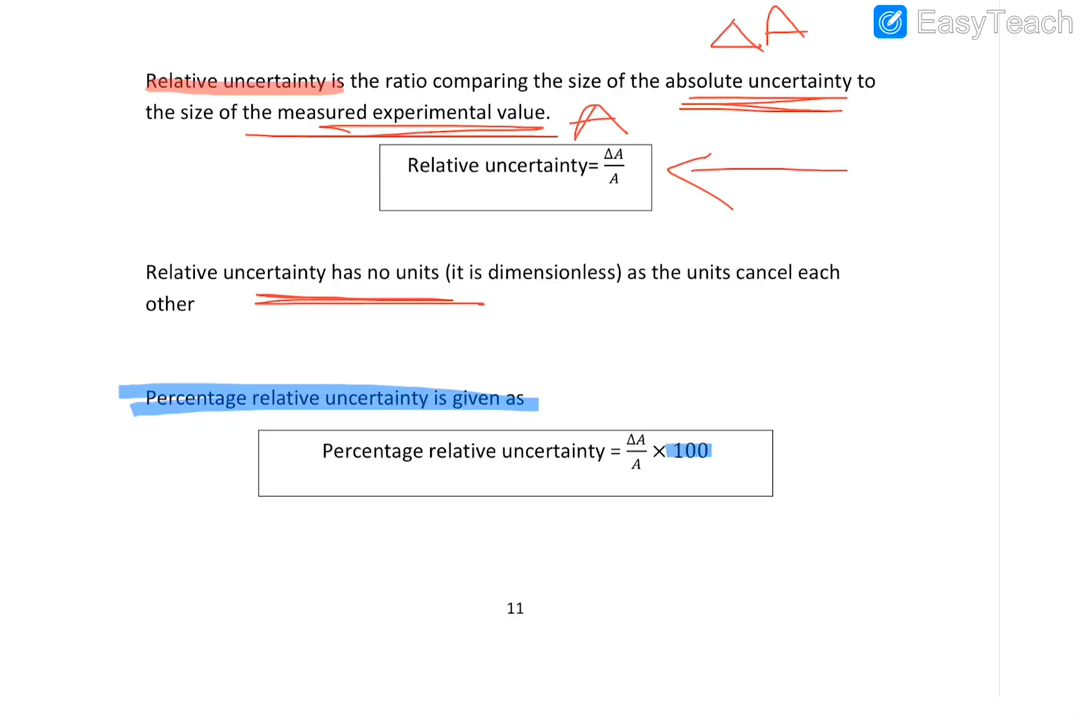 ΔA
EasyTeach
Relative uncertainty is the ratio comparing the size of the absolute uncertainty to
the size of the measured experimental value.
A
Relative uncertainty= ΔA/A
Relative uncertainty has no units (it is dimensionless) as the units cancel each
other
Percentage relative uncertainty is given as
Percentage relative uncertainty = ΔA/A × 100
11